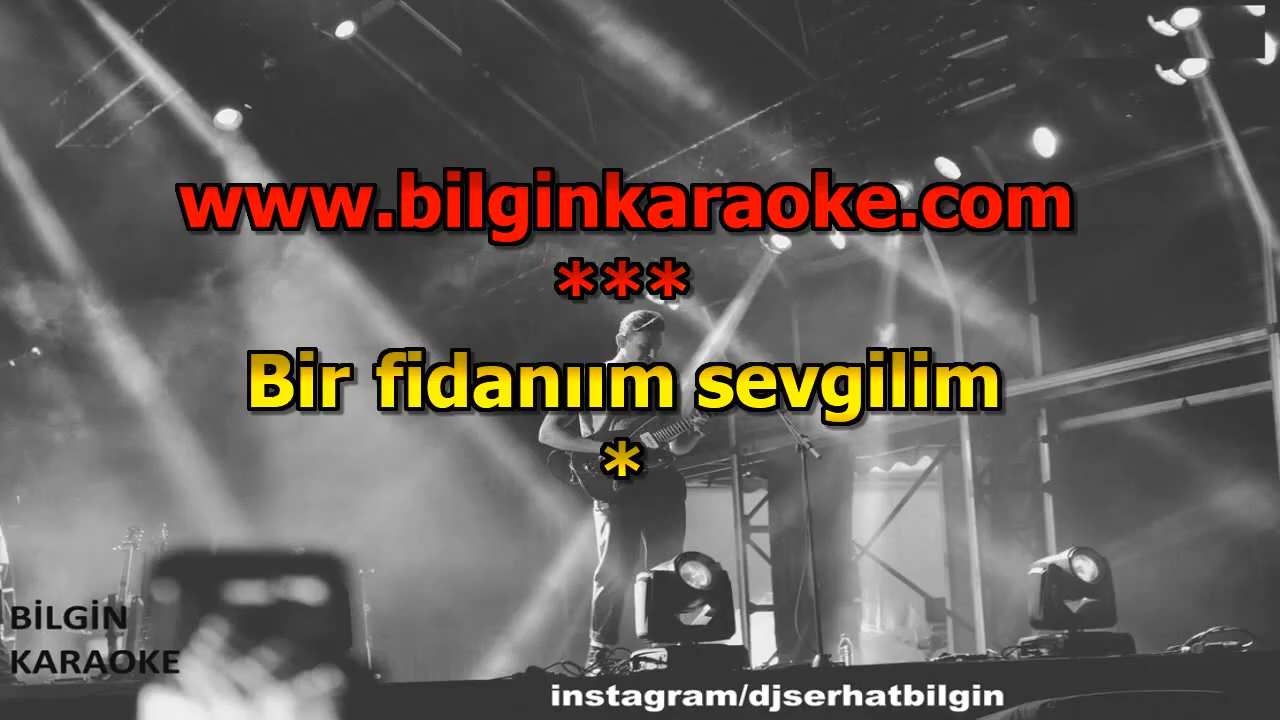 www.bilginkaraoke.com
***
Bir fidanıım sevgilim
*
BİLGİN
KARAOKE
instagram/djserhatbilgin